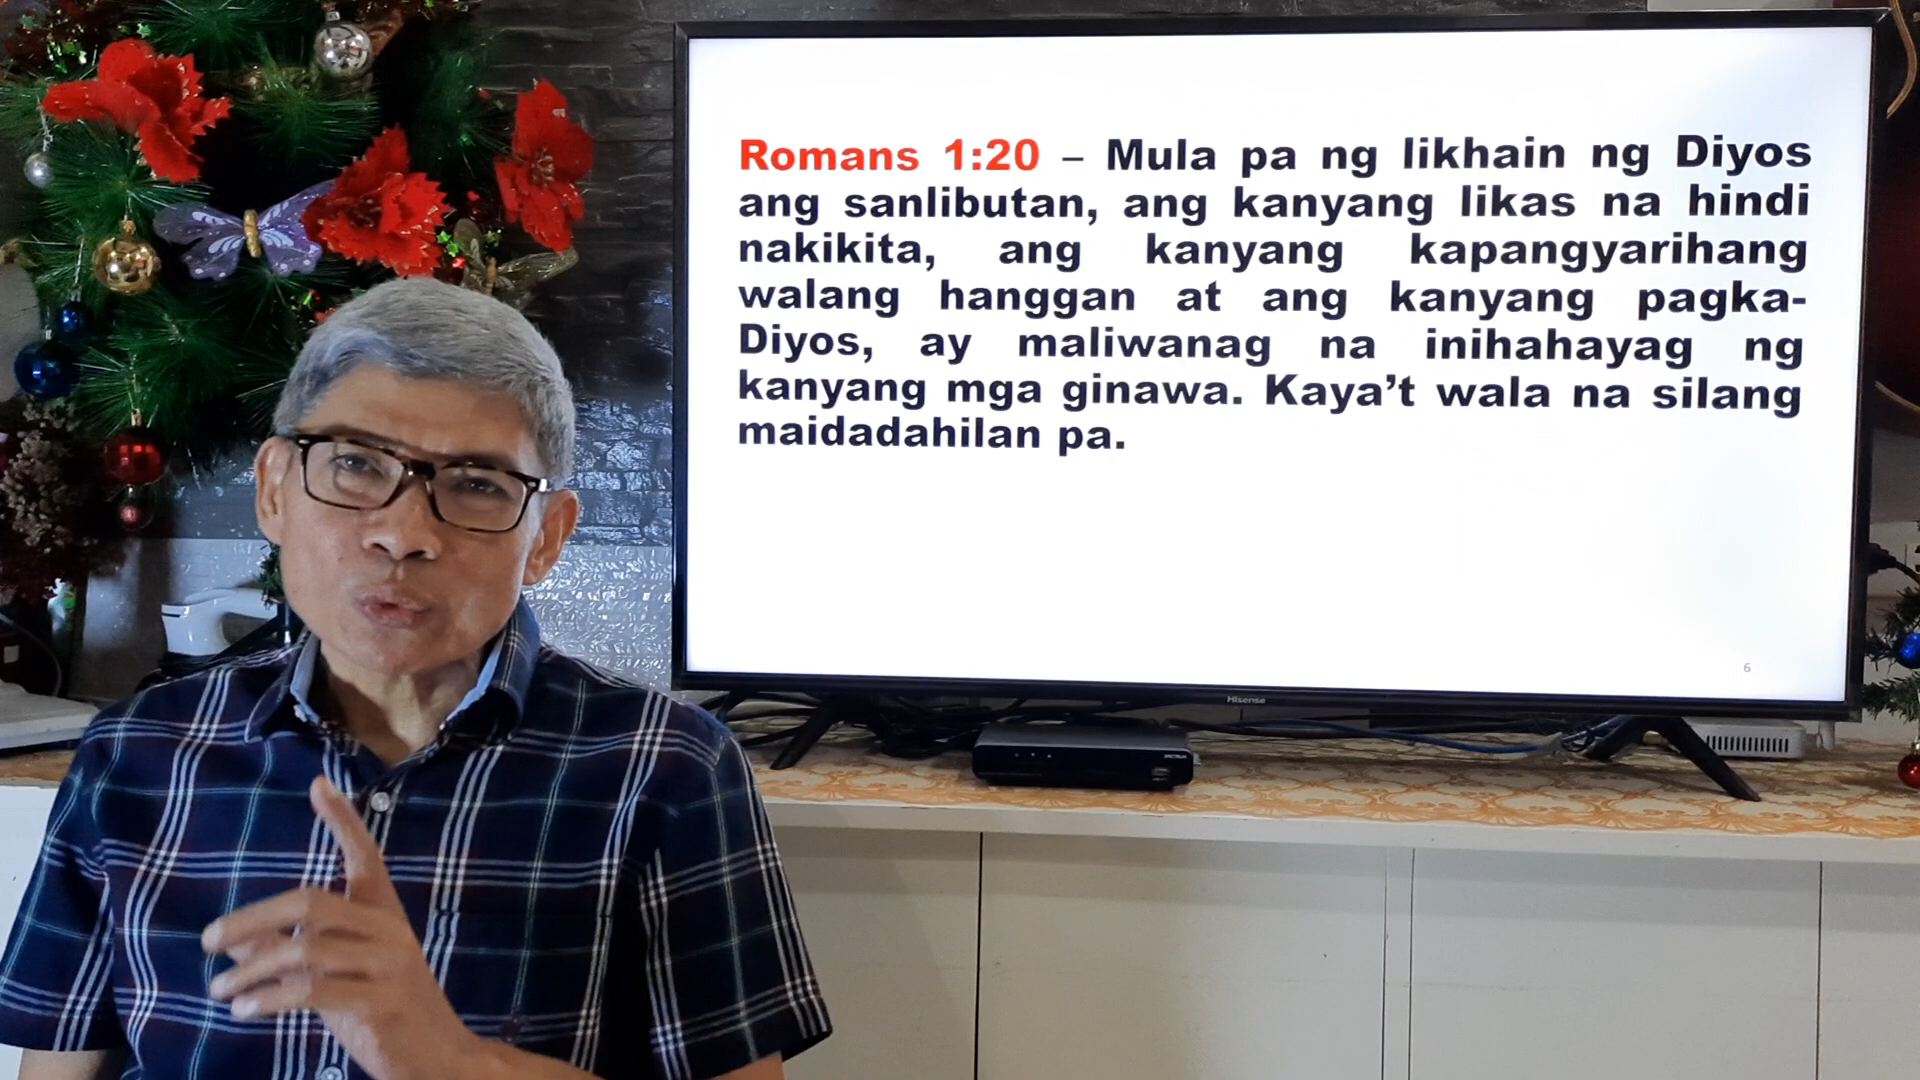 Romans 1:20 – Mula pa ng likhain ng Diyos
ang sanlibutan, ang kanyang likas na hindi
nakikita, ang kanyang kapangyarihang
walang hanggan at ang kanyang pagka-
Diyos, ay maliwanag na inihahayag ng
kanyang mga ginawa. Kaya’t wala na silang
maidadahilan pa.
6
Hisense